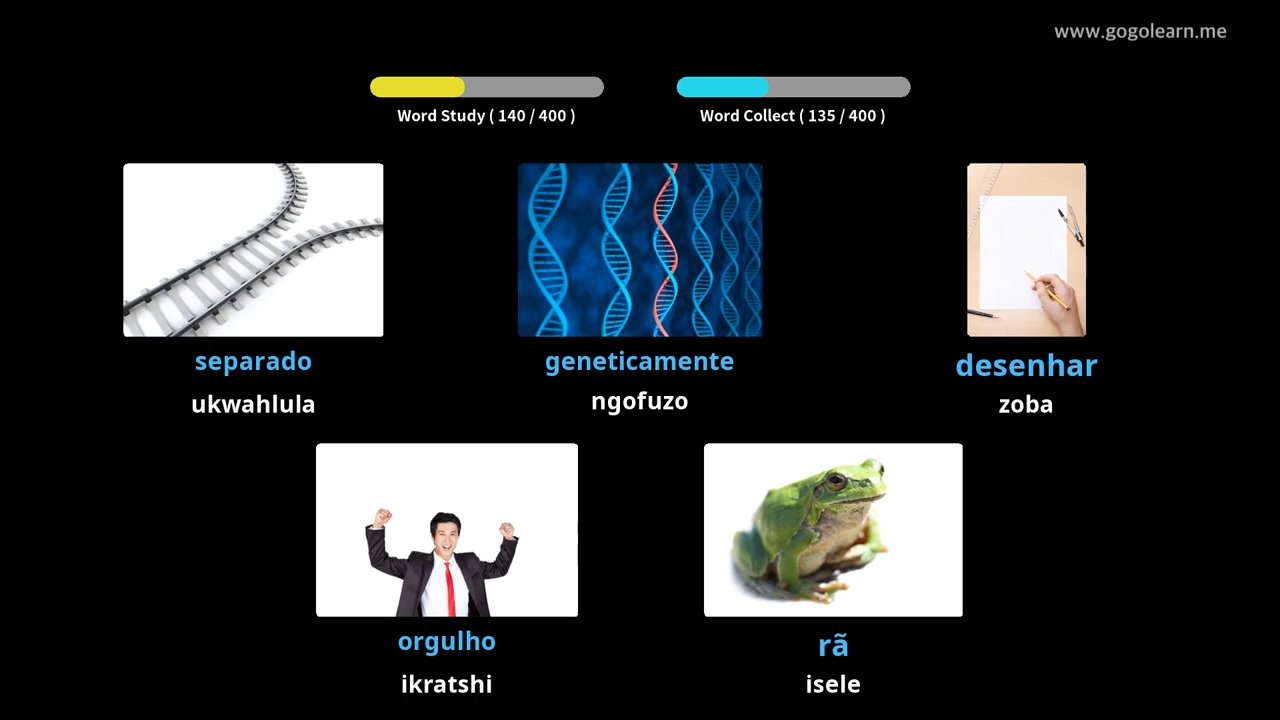 www.gogolearn.me
Word Study ( 140 / 400 )
Word Collect ( 135 / 400 )
separado
ukwahlula
geneticamente
ngofuzo
desenhar
zoba
orgulho
ikratshi
rã
isele